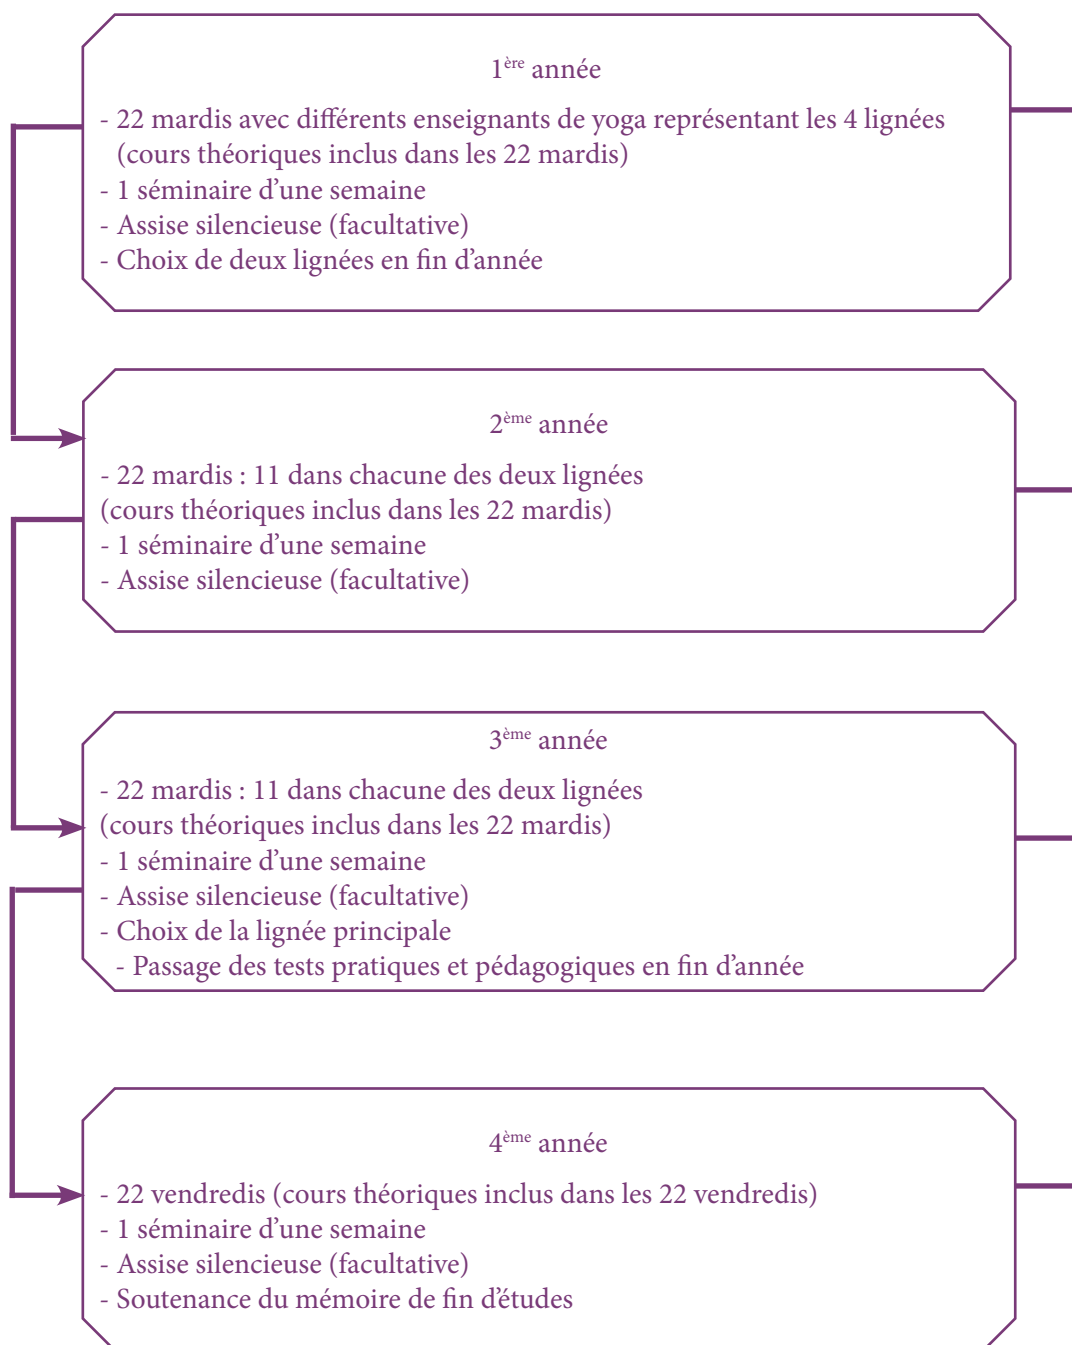 1ère année
- 22 mardis avec différents enseignants de yoga représentant les 4 lignées
(cours théoriques inclus dans les 22 mardis)
- 1 séminaire d’une semaine
- Assise silencieuse (facultative)
- Choix de deux lignées en fin d’année
2ème année
- 22 mardis : 11 dans chacune des deux lignées
(cours théoriques inclus dans les 22 mardis)
- 1 séminaire d’une semaine
- Assise silencieuse (facultative)
3ème année
- 22 mardis : 11 dans chacune des deux lignées
(cours théoriques inclus dans les 22 mardis)
- 1 séminaire d’une semaine
- Assise silencieuse (facultative)
- Choix de la lignée principale
- Passage des tests pratiques et pédagogiques en fin d’année
4ème année
- 22 vendredis (cours théoriques inclus dans les 22 vendredis)
- 1 séminaire d’une semaine
- Assise silencieuse (facultative)
- Soutenance du mémoire de fin d’études